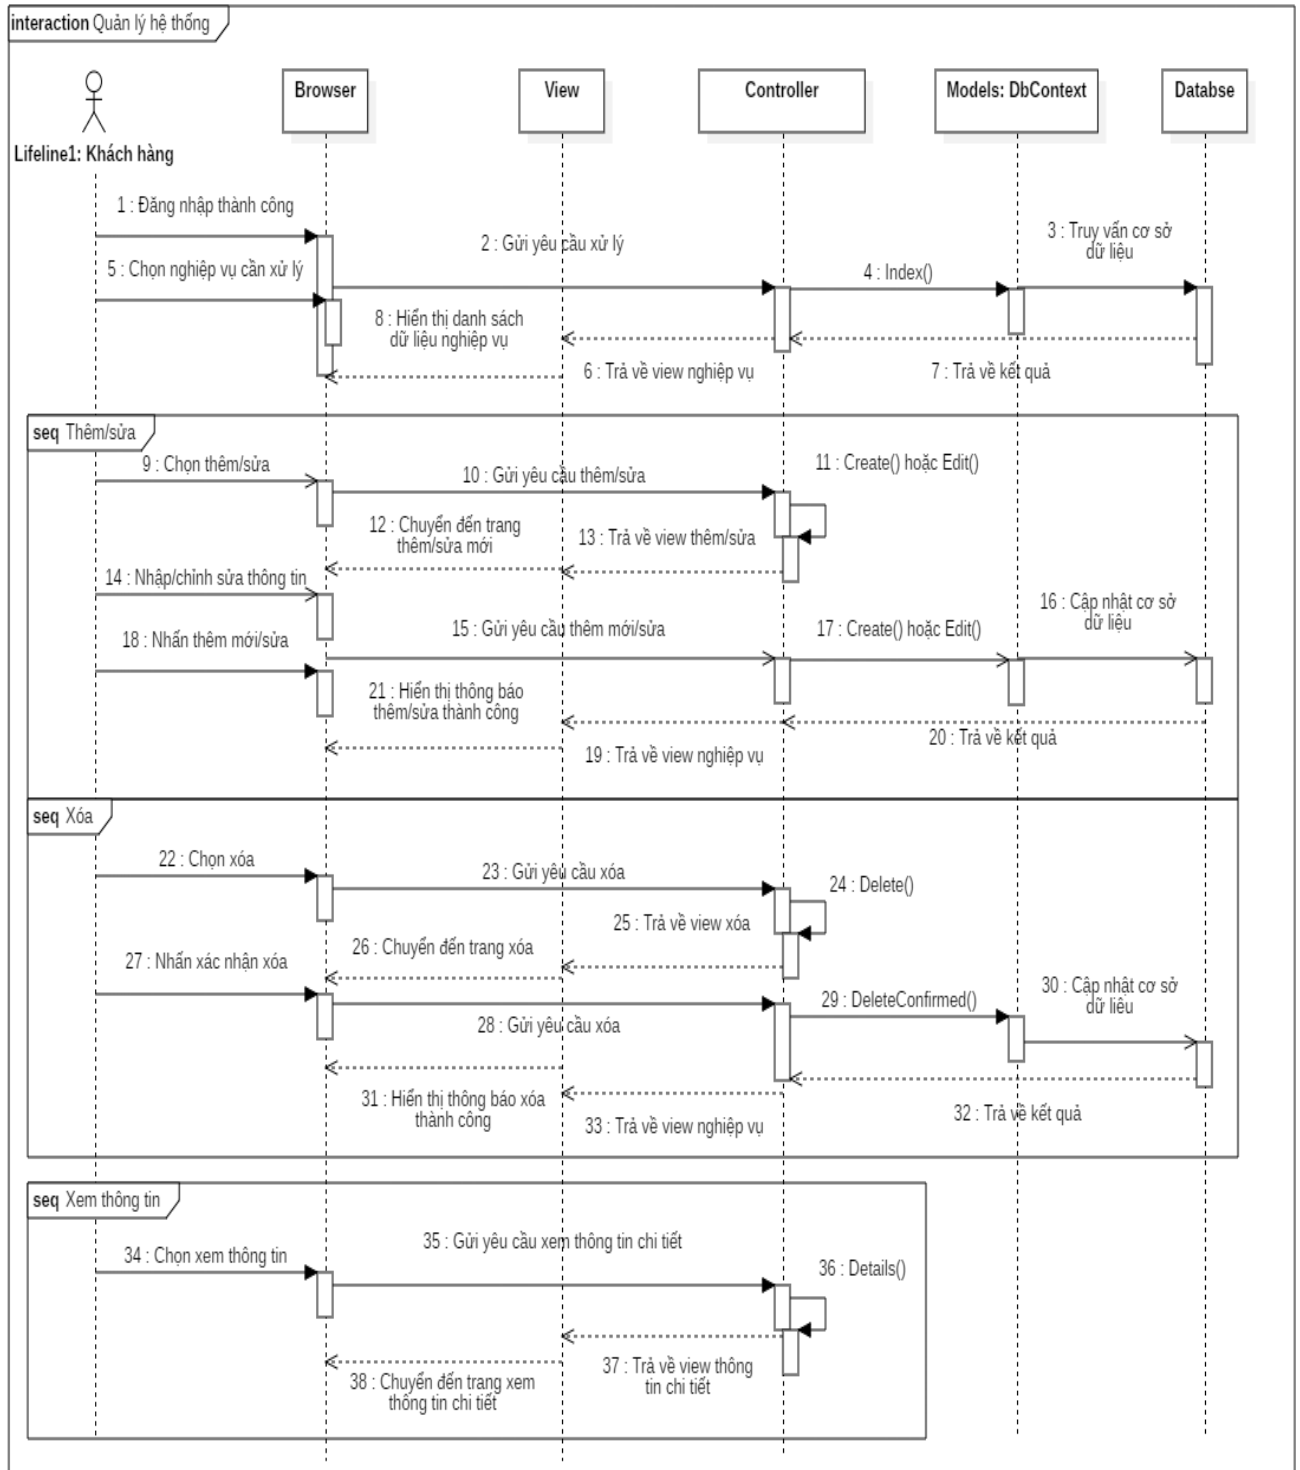 interaction Quản lý hệ thống
Browser
View
Controller
Models: DbContext
Databse
Lifeline1: Khách hàng
1 : Đăng nhập thành công
2 : Gửi yêu cầu xử lý
3 : Truy vấn cơ sở
dữ liệu
5 : Chọn nghiệp vụ cần xử lý
4 : Index()
8 : Hiển thị danh sách
dữ liệu nghiệp vụ
6 : Trả về view nghiệp vụ
7 : Trả về kết quả
seq Thêm/sửa
9 : Chọn thêm/sửa
10 : Gửi yêu cầu thêm/sửa
11 : Create() hoặc Edit()
12 : Chuyển đến trang
thêm/sửa mới
13 : Trả về view thêm/sửa
14 : Nhập/chỉnh sửa thông tin
15 : Gửi yêu cầu thêm mới/sửa
17 : Create() hoặc Edit()
16 : Cập nhật cơ sở
dữ liệu
18 : Nhấn thêm mới/sửa
21 : Hiển thị thông báo
thêm/sửa thành công
19 : Trả về view nghiệp vụ
20 : Trả về kết quả
seq Xóa
22 : Chọn xóa
23 : Gửi yêu cầu xóa
24 : Delete()
25 : Trả về view xóa
26 : Chuyển đến trang xóa
27 : Nhấn xác nhận xóa
28 : Gửi yêu cầu xóa
29 : DeleteConfirmed()
30 : Cập nhật cơ sở
dữ liêu
31 : Hiển thị thông báo xóa
thành công
33 : Trả về view nghiệp vụ
32 : Trả về kết quả
seq Xem thông tin
34 : Chọn xem thông tin
35 : Gửi yêu cầu xem thông tin chi tiết
36 : Details()
37 : Trả về view thông
tin chi tiết
38 : Chuyển đến trang xem
thông tin chi tiết